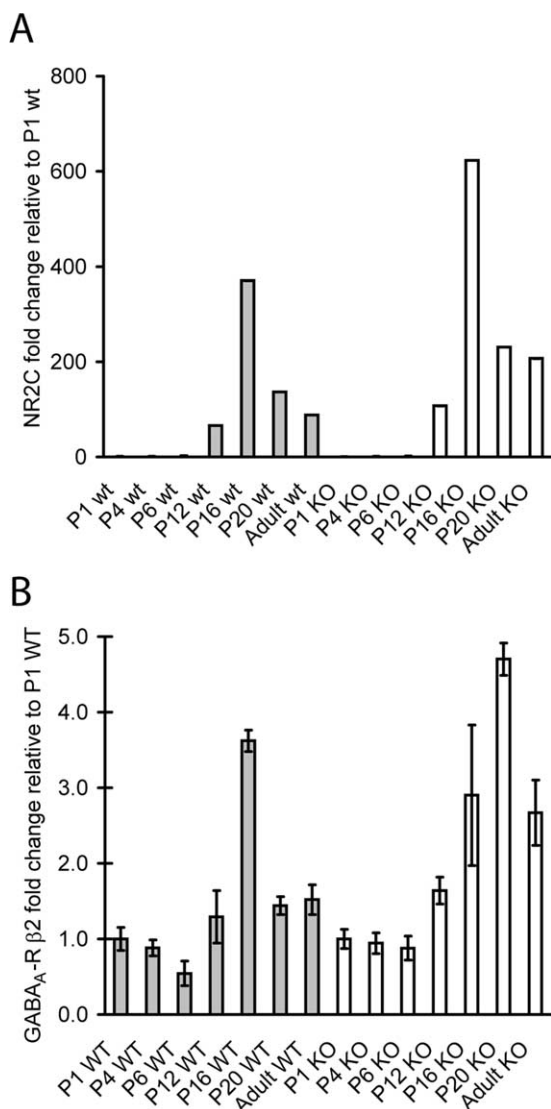 A
NR2C fold change relative to P1 wt
800
600
400
200
0
P1 wt
P4 wt
P6 wt
P12 wt
P16 wt
P20 wt
Adult wt
P1 KO
P4 KO
P6 KO
P12 KO
P16 KO
P20 KO
Adult KO
B
GABAA-R β2 fold change relative to P1 WT
5.0
4.0
3.0
2.0
1.0
0.0
P1 WT
P4 WT
P6 WT
P12 WT
P16 WT
P20 WT
Adult WT
P1 KO
P4 KO
P6 KO
P12 KO
P16 KO
P20 KO
Adult KO